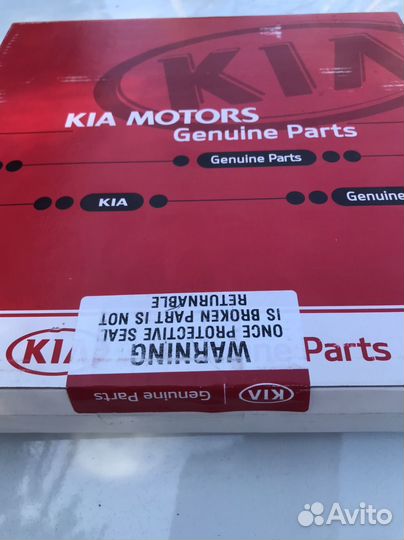 KIA
KIA MOTORS
Genuine Parts
Genuine Parts
KIA
Genuine
WARNING
ONCE PROTECTIVE SEAL
IS BROKEN PART IS NOT
RETURNABLE
KIA
Parts
Genuine Parts
KIA
Avito